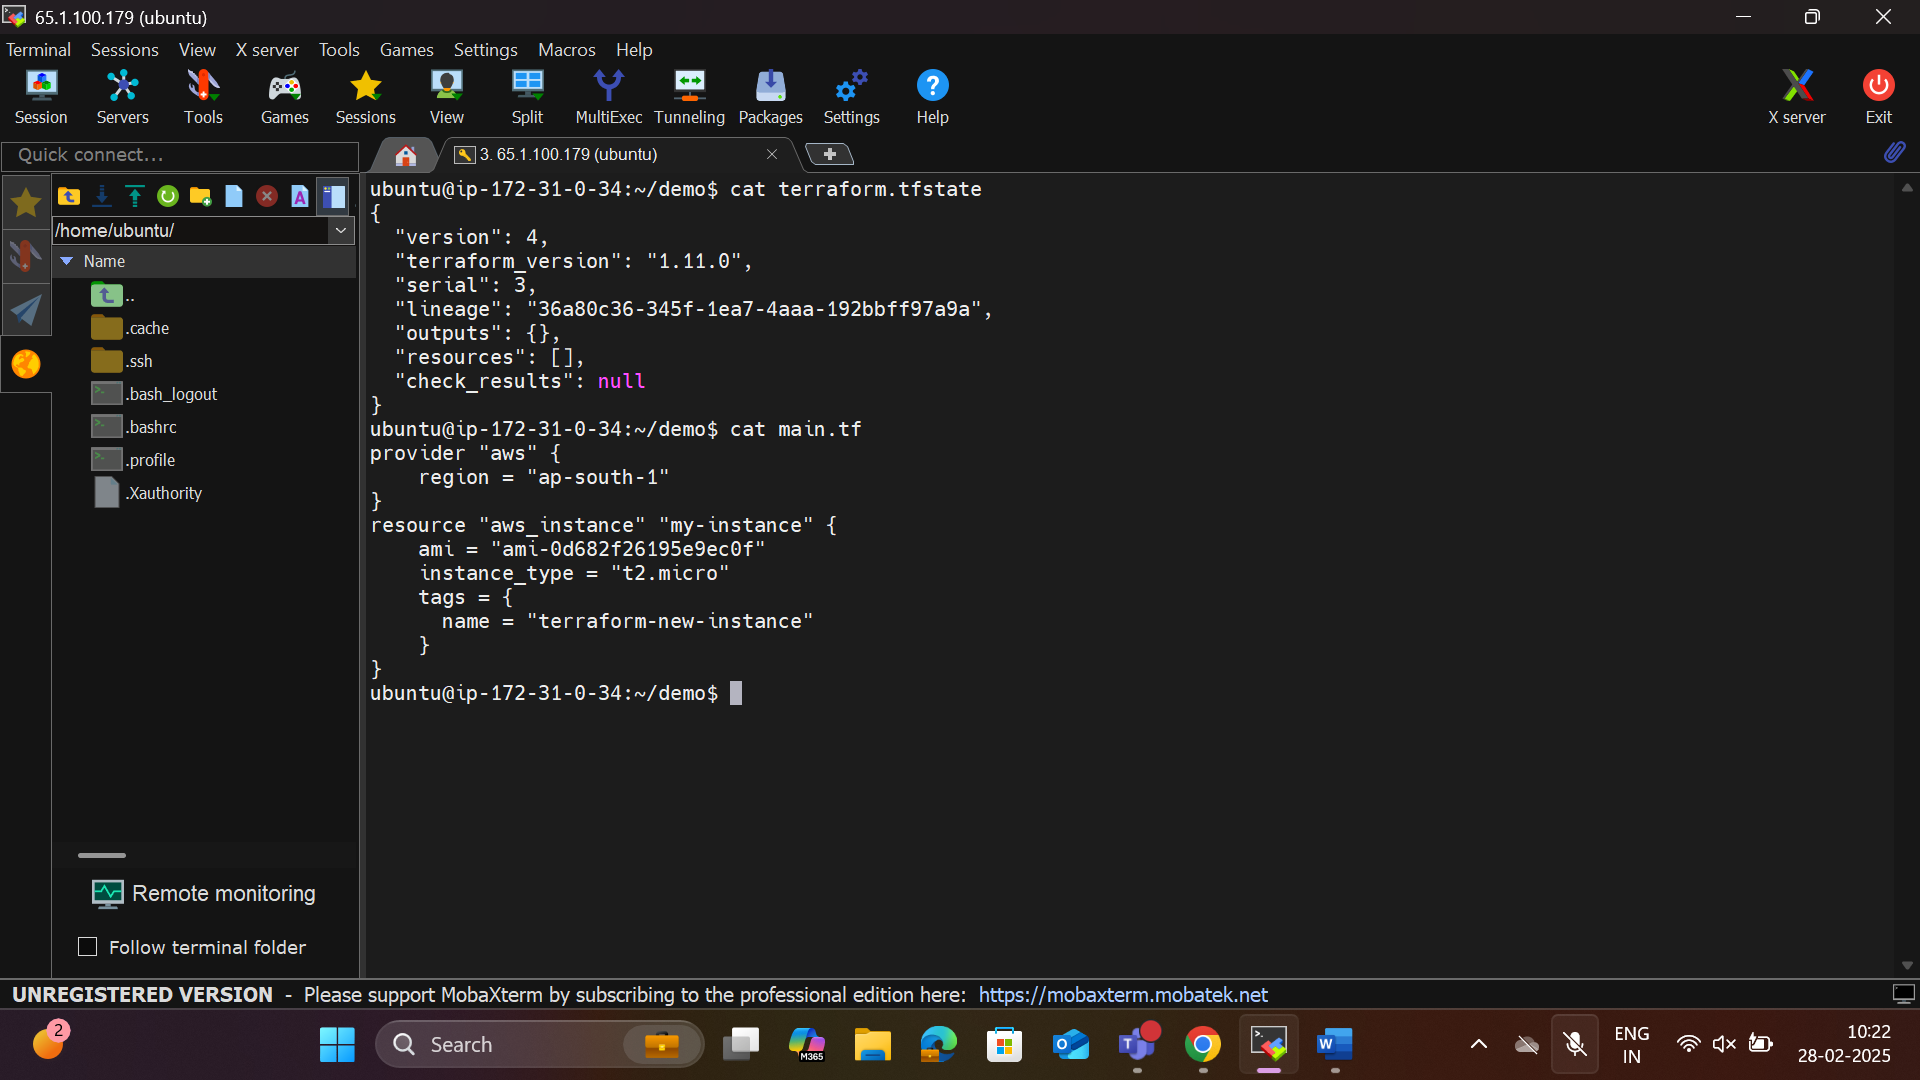 65.1.100.179 (ubuntu)
Terminal Sessions View X server Tools Games Settings Macros Help
Session Servers Tools Games Sessions View Split MultiExec Tunneling Packages Settings Help X server Exit
Quick connect...
3. 65.1.100.179 (ubuntu)
/home/ubuntu/
Name
..
.cache
.ssh
.bash_logout
.bashrc
.profile
.Xauthority
Remote monitoring
Follow terminal folder
ubuntu@ip-172-31-0-34:~/demo$ cat terraform.tfstate
{
  "version": 4,
  "terraform_version": "1.11.0",
  "serial": 3,
  "lineage": "36a80c36-345f-1ea7-4aaa-192bbff97a9a",
  "outputs": {},
  "resources": [],
  "check_results": null
}
ubuntu@ip-172-31-0-34:~/demo$ cat main.tf
provider "aws" {
    region = "ap-south-1"
}
resource "aws_instance" "my-instance" {
    ami = "ami-0d682f26195e9ec0f"
    instance_type = "t2.micro"
    tags = {
      name = "terraform-new-instance"
    }
}
ubuntu@ip-172-31-0-34:~/demo$
UNREGISTERED VERSION - Please support MobaXterm by subscribing to the professional edition here: https://mobaxterm.mobatek.net
2
Search
M365
ENG
IN
10:22
28-02-2025